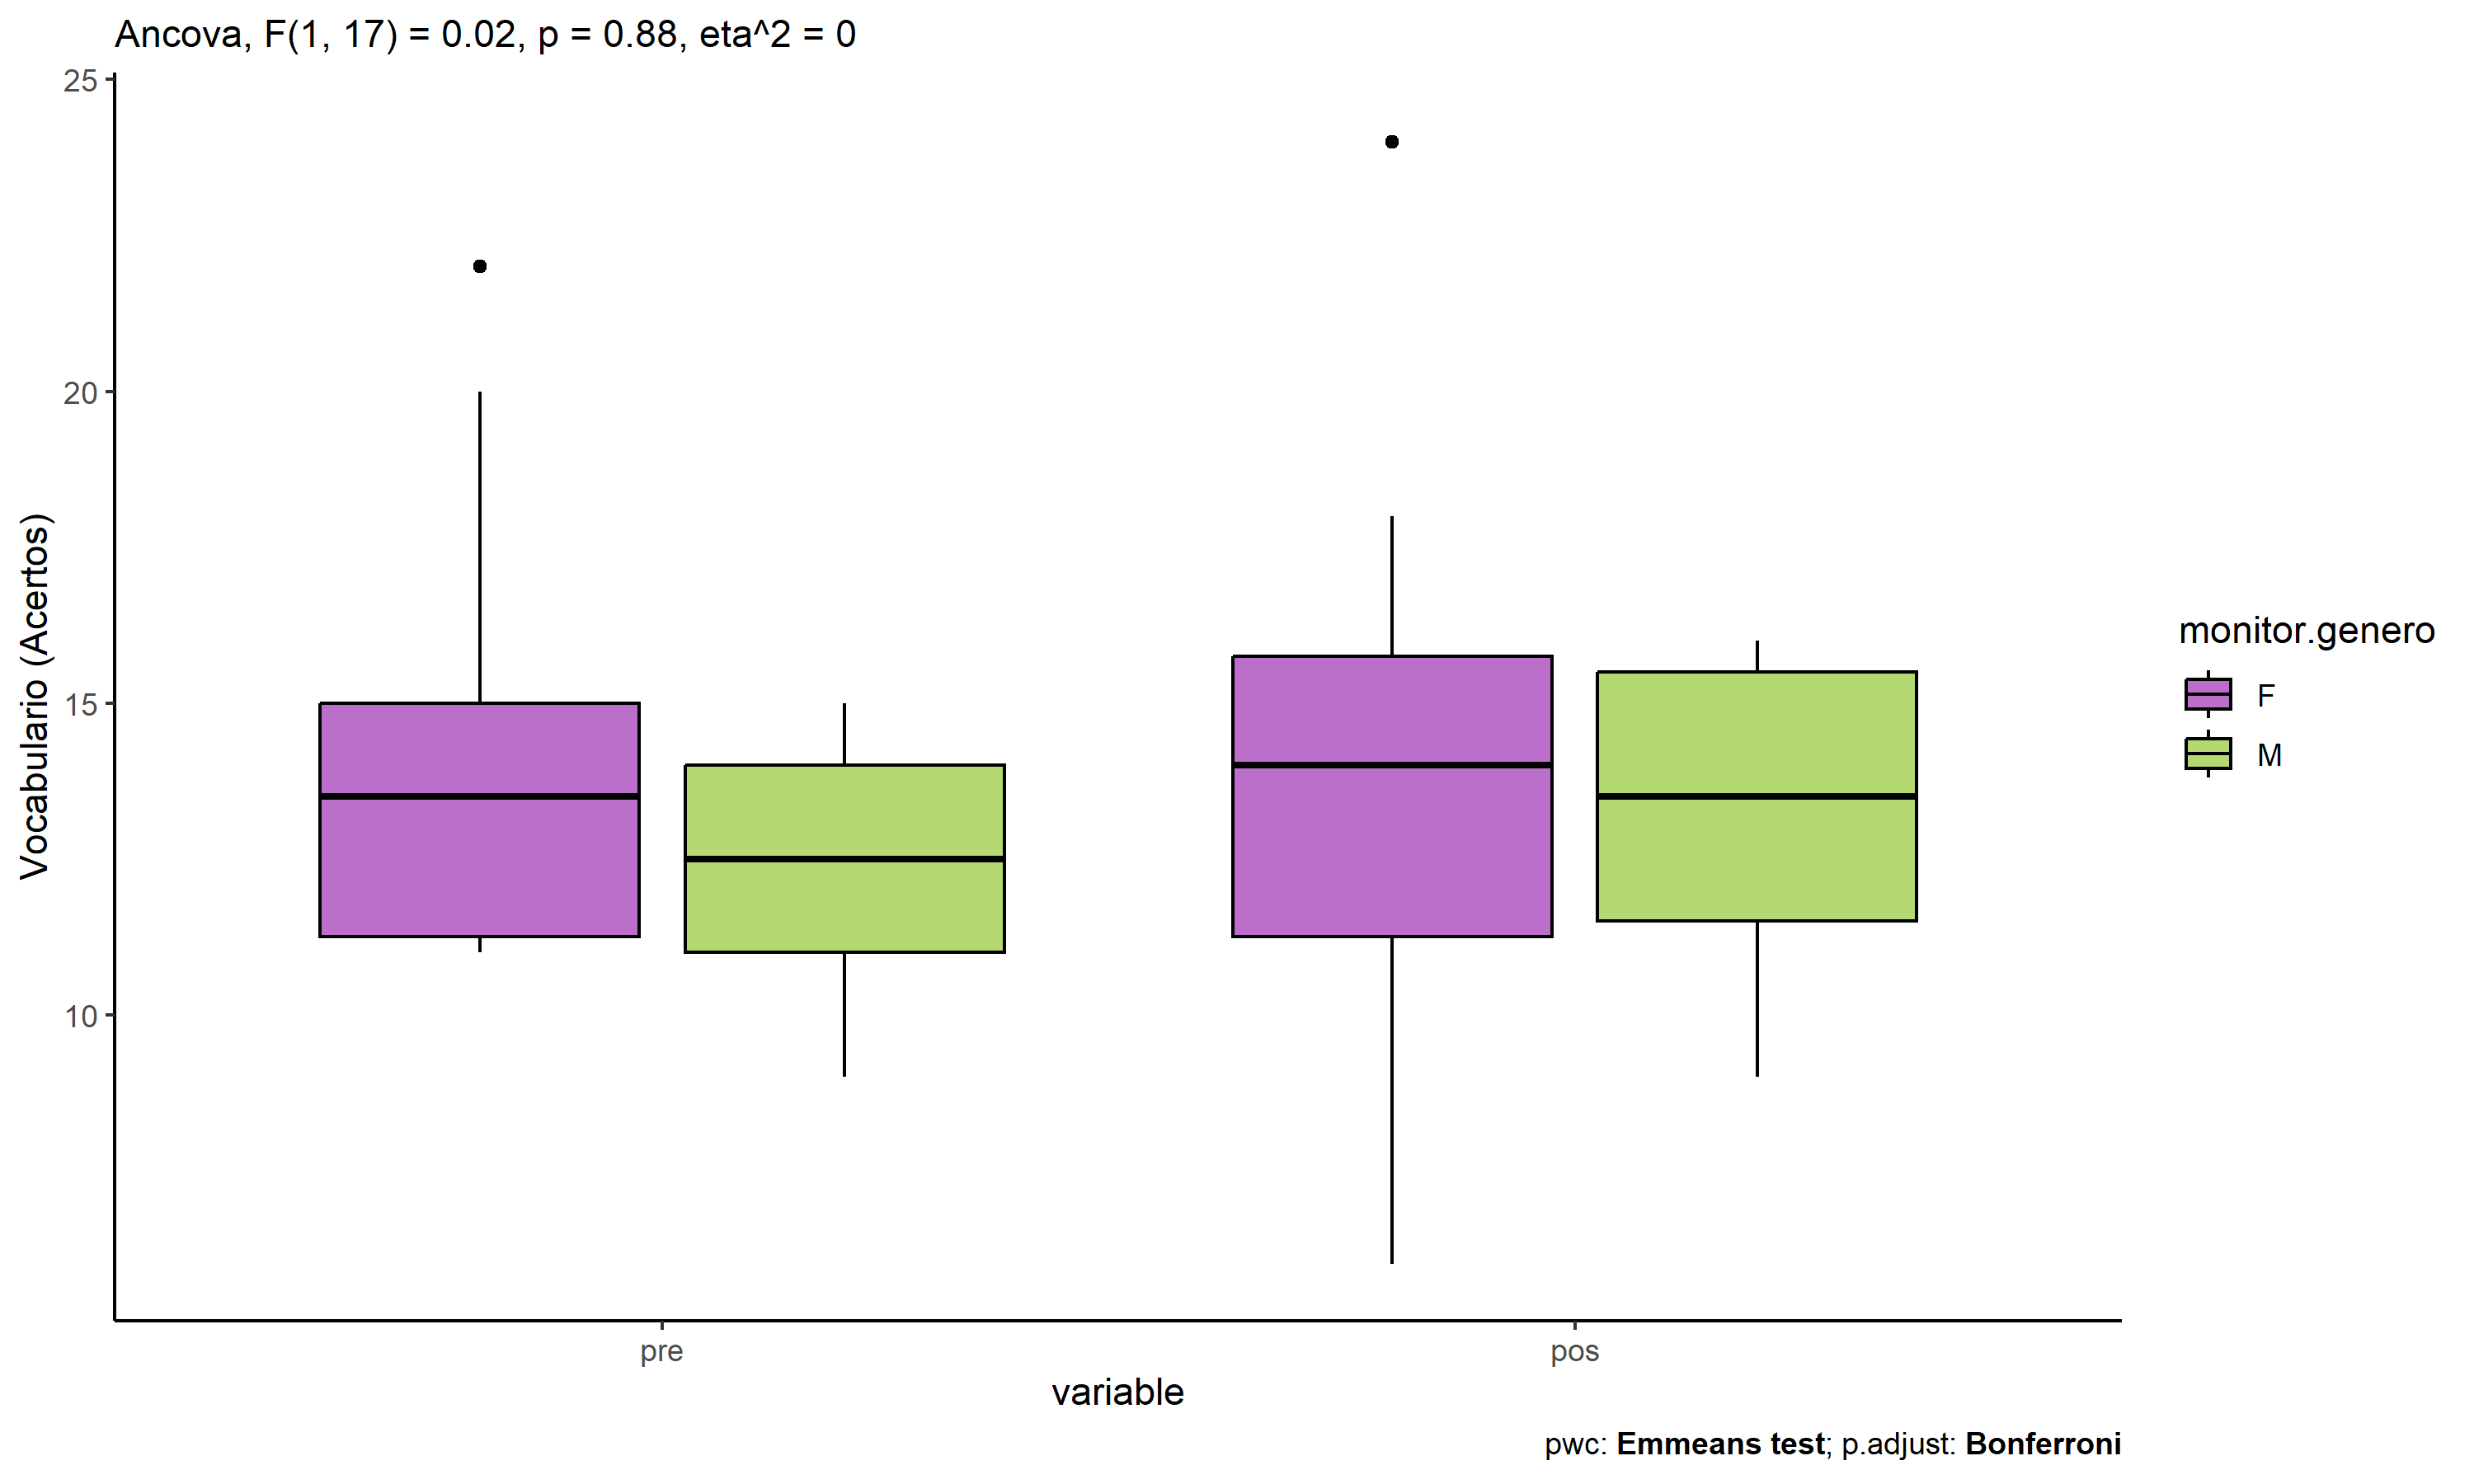 Ancova, F(1, 17) = 0.02, p = 0.88, eta^2 = 0
25
20
15
10
Vocabulario (Acertos)
pre
pos
variable
monitor.genero
F
M
pwc: Emmeans test; p.adjust: Bonferroni